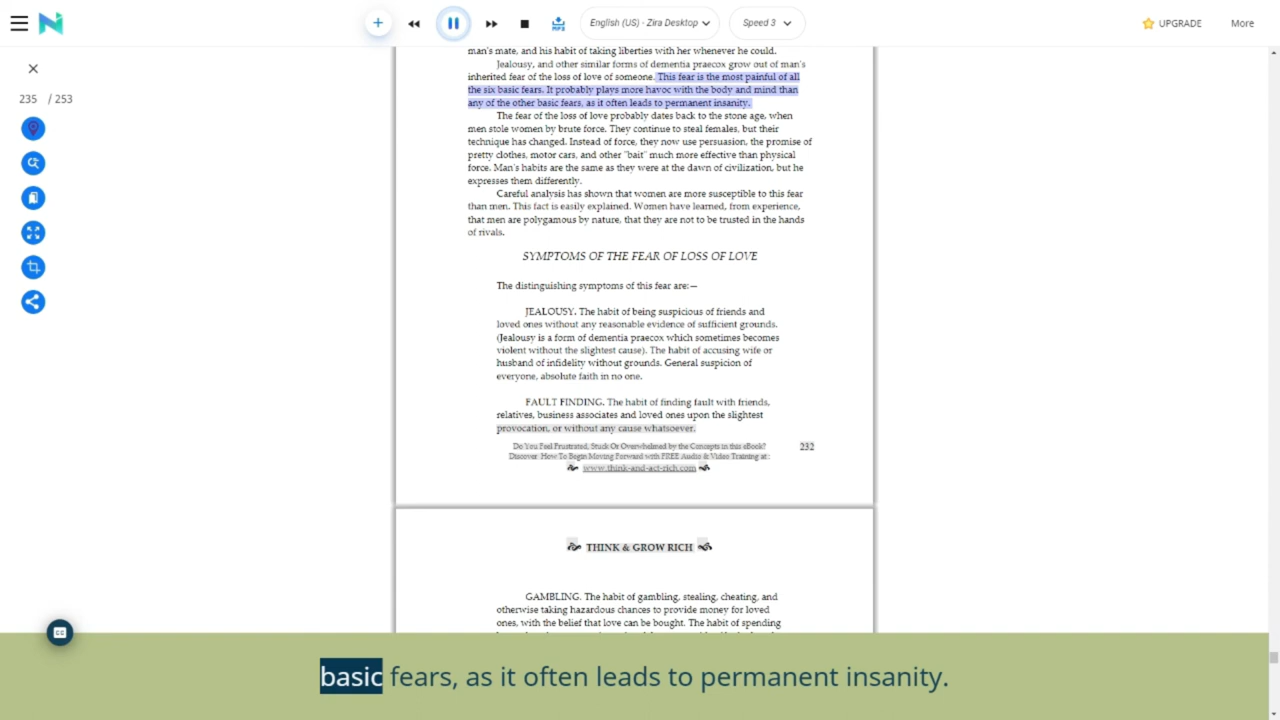 English (US) - Zira Desktop
Speed 3
UPGRADE
More
235 / 253
man's mate, and his habit of taking liberties with her whenever he could.
Jealousy, and other similar forms of dementia praecox grow out of man's
inherited fear of the loss of love of someone. This fear is the most painful of all
the six basic fears. It probably plays more havoc with the body and mind than
any of the other basic fears, as it often leads to permanent insanity.
The fear of the loss of love probably dates back to the stone age, when
men stole women by brute force. They continue to steal females, but their
technique has changed. Instead of force, they now use persuasion, the promise of
pretty clothes, motor cars, and other "bait" much more effective than physical
force. Man's habits are the same as they were at the dawn of civilization, but he
expresses them differently.
Careful analysis has shown that women are more susceptible to this fear
than men. This fact is easily explained. Women have learned, from experience,
that men are polygamous by nature, that they are not to be trusted in the hands
of rivals.
SYMPTOMS OF THE FEAR OF LOSS OF LOVE
The distinguishing symptoms of this fear are:—
JEALOUSY. The habit of being suspicious of friends and
loved ones without any reasonable evidence of sufficient grounds.
(Jealousy is a form of dementia praecox which sometimes becomes
violent without the slightest cause). The habit of accusing wife or
husband of infidelity without grounds. General suspicion of
everyone, absolute faith in no one.
FAULT FINDING. The habit of finding fault with friends,
relatives, business associates and loved ones upon the slightest
provocation, or without any cause whatsoever.
Do You Feel Frustrated, Stuck Or Overwhelmed by the Concepts in this eBook?
232
Discover: How To Begin Moving Forward with FREE Audio & Video Training at :
www.think-and-act-rich.com
THINK & GROW RICH
GAMBLING. The habit of gambling, stealing, cheating, and
otherwise taking hazardous chances to provide money for loved
ones, with the belief that love can be bought. The habit of spending
CC
basic fears, as it often leads to permanent insanity.